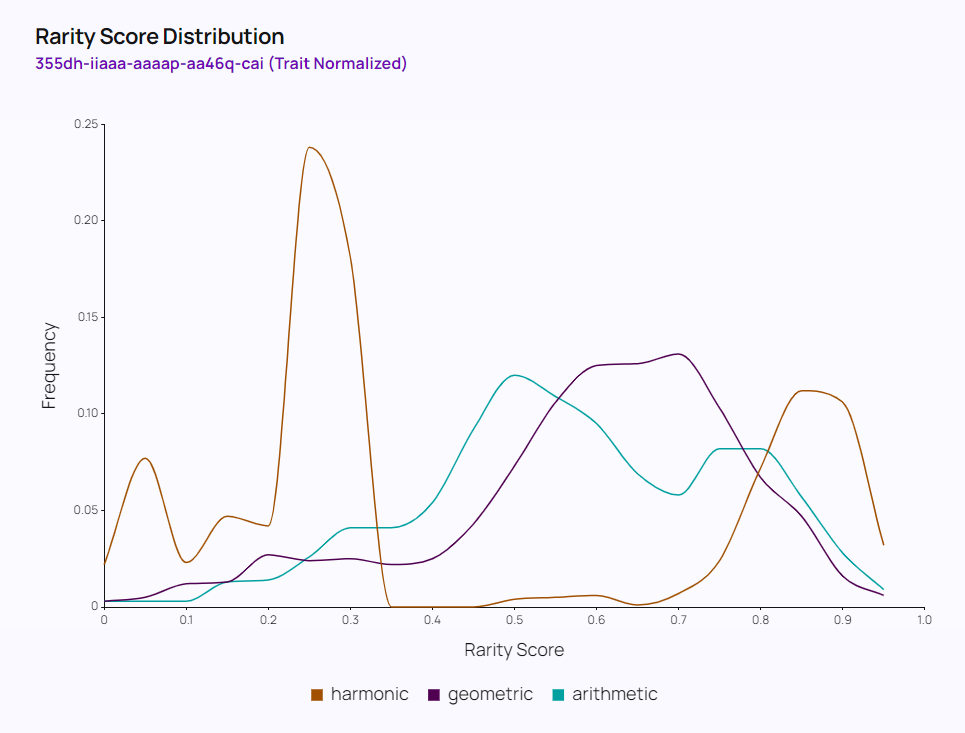 Rarity Score Distribution
355dh-iiaaa-aaaap-aa46q-cai (Trait Normalized)
0.25
0.20
0.15
0.10
0.05
0
Frequency
0 0.1 0.2 0.3 0.4 0.5 0.6 0.7 0.8 0.9 1.0
Rarity Score
harmonic geometric arithmetic